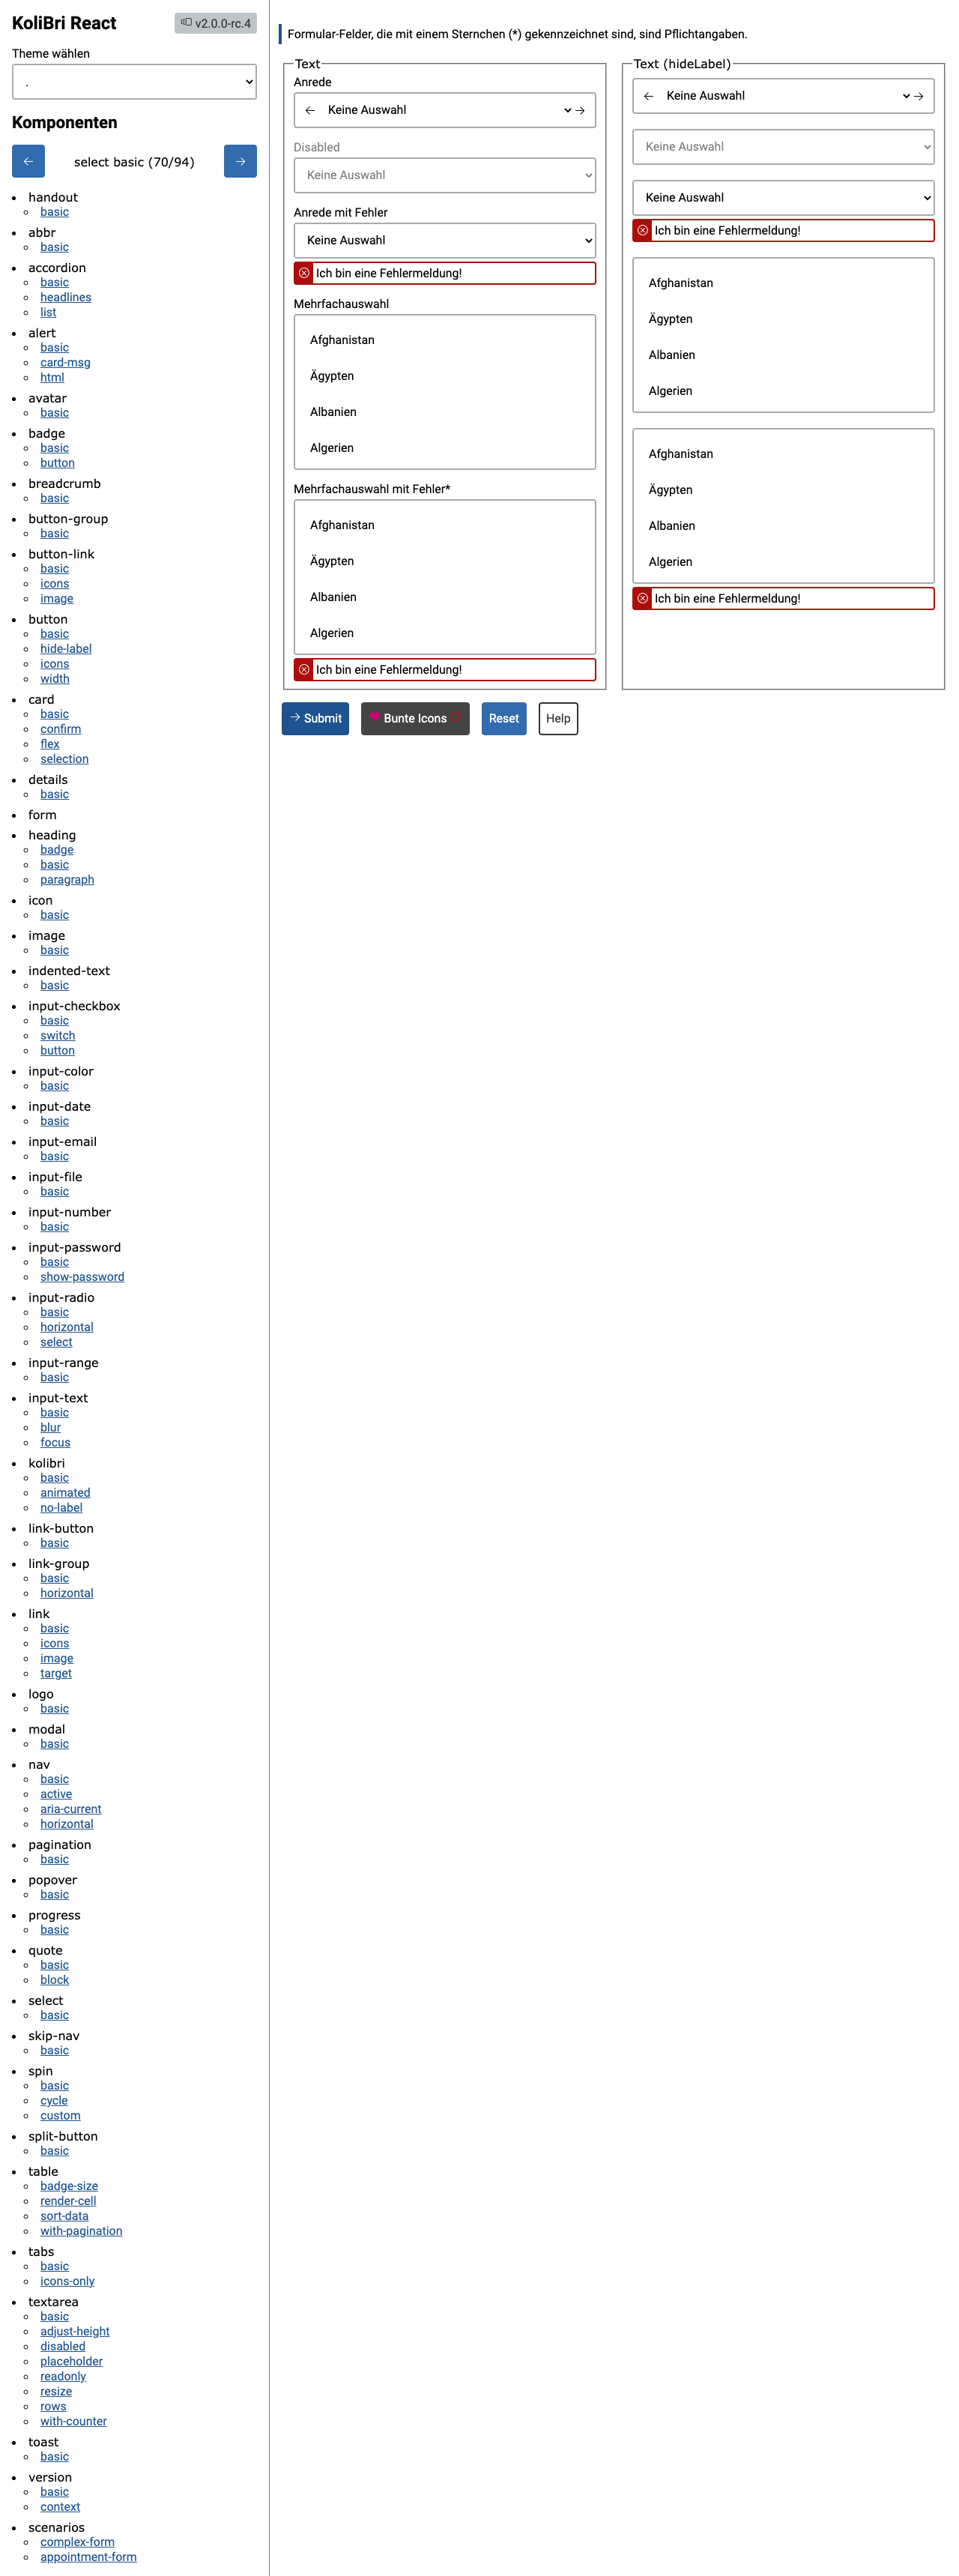 KoliBri React
v2.0.0-rc.4
Theme wählen
.
Komponenten
← select basic (70/94) →
handout
basic
abbr
basic
accordion
basic
headlines
list
alert
basic
card-msg
html
avatar
basic
badge
basic
button
breadcrumb
basic
button-group
basic
button-link
basic
icons
image
button
basic
hide-label
icons
width
card
basic
confirm
flex
selection
details
basic
form
heading
badge
basic
paragraph
icon
basic
image
basic
indented-text
basic
input-checkbox
basic
switch
button
input-color
basic
input-date
basic
input-email
basic
input-file
basic
input-number
basic
input-password
basic
show-password
input-radio
basic
horizontal
select
input-range
basic
input-text
basic
blur
focus
kolibri
basic
animated
no-label
link-button
basic
link-group
basic
horizontal
link
basic
icons
image
target
logo
basic
modal
basic
nav
basic
active
aria-current
horizontal
pagination
basic
popover
basic
progress
basic
quote
basic
block
select
basic
skip-nav
basic
spin
basic
cycle
custom
split-button
basic
table
badge-size
render-cell
sort-data
with-pagination
tabs
basic
icons-only
textarea
basic
adjust-height
disabled
placeholder
readonly
resize
rows
with-counter
toast
basic
version
basic
context
scenarios
complex-form
appointment-form
Formular-Felder, die mit einem Sternchen (*) gekennzeichnet sind, sind Pflichtangaben.
Text
Anrede
← Keine Auswahl →
Disabled
Keine Auswahl
Anrede mit Fehler
Keine Auswahl
Ich bin eine Fehlermeldung!
Mehrfachauswahl
Afghanistan
Ägypten
Albanien
Algerien
Mehrfachauswahl mit Fehler*
Afghanistan
Ägypten
Albanien
Algerien
Ich bin eine Fehlermeldung!
Text (hideLabel)
← Keine Auswahl →
Keine Auswahl
Keine Auswahl
Ich bin eine Fehlermeldung!
Afghanistan
Ägypten
Albanien
Algerien
Afghanistan
Ägypten
Albanien
Algerien
Ich bin eine Fehlermeldung!
→ Submit
Bunte Icons
Reset
Help